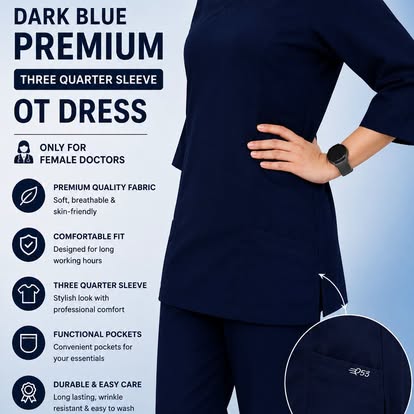 DARK BLUE
PREMIUM
THREE QUARTER SLEEVE
OT DRESS
ONLY FOR
FEMALE DOCTORS
PREMIUM QUALITY FABRIC
Soft, breathable &
skin-friendly
COMFORTABLE FIT
Designed for long
working hours
THREE QUARTER SLEEVE
Stylish look with
professional comfort
FUNCTIONAL POCKETS
Convenient pockets for
your essentials
DURABLE & EASY CARE
Long lasting, wrinkle
resistant & easy to wash